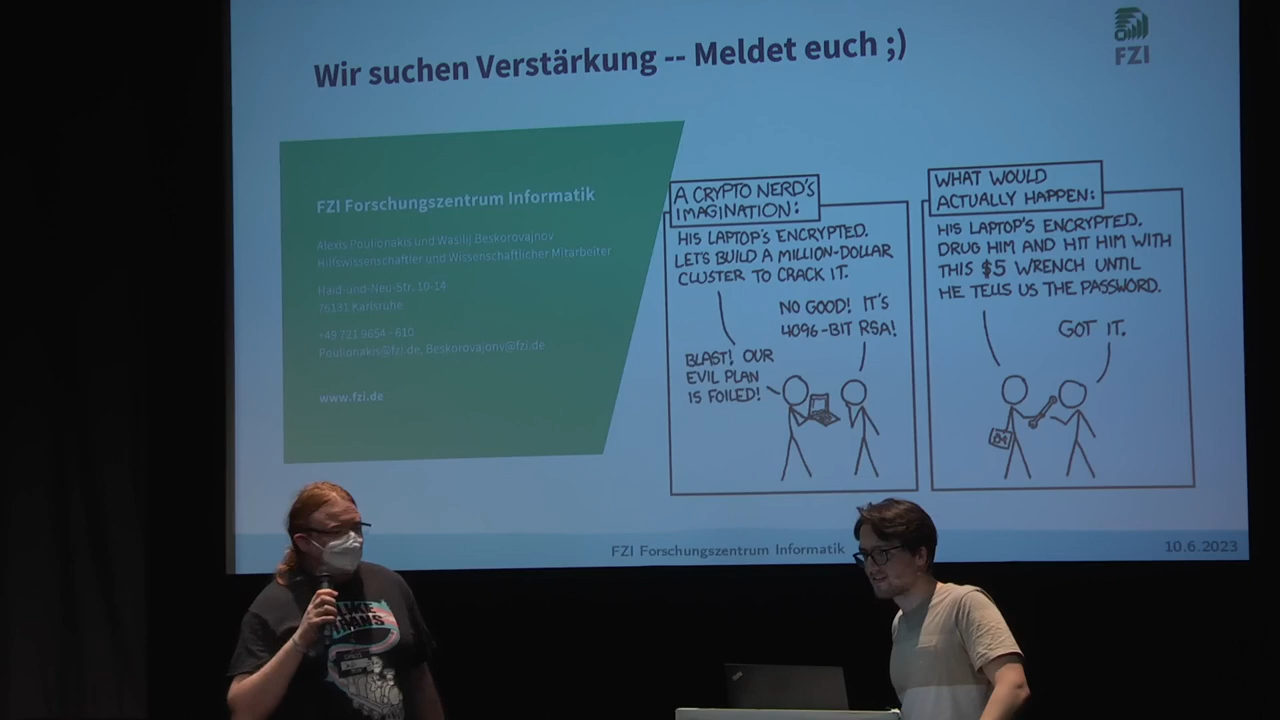 Wir suchen Verstärkung -- Meldet euch ;)
FZI
FZI Forschungszentrum Informatik
Alexis Poulionakis und Wasilij Beskorovajnov
Hilfswissenschaftler und Wissenschaftlicher Mitarbeiter
Haid-und-Neu-Str. 10-14
76131 Karlsruhe
+49 721 9654 - 610
Poulionakis@fzi.de, Beskorovajonv@fzi.de
www.fzi.de
A CRYPTO NERD'S
IMAGINATION:
HIS LAPTOP'S ENCRYPTED.
LET'S BUILD A MILLION-DOLLAR
CLUSTER TO CRACK IT.
NO GOOD! IT'S
4096-BIT RSA!
BLAST! OUR
EVIL PLAN
IS FOILED!
WHAT WOULD
ACTUALLY HAPPEN:
HIS LAPTOP'S ENCRYPTED.
DRUG HIM AND HIT HIM WITH
THIS $5 WRENCH UNTIL
HE TELLS US THE PASSWORD.
GOT IT.
FZI Forschungszentrum Informatik
10.6.2023
LIKE
TRANS